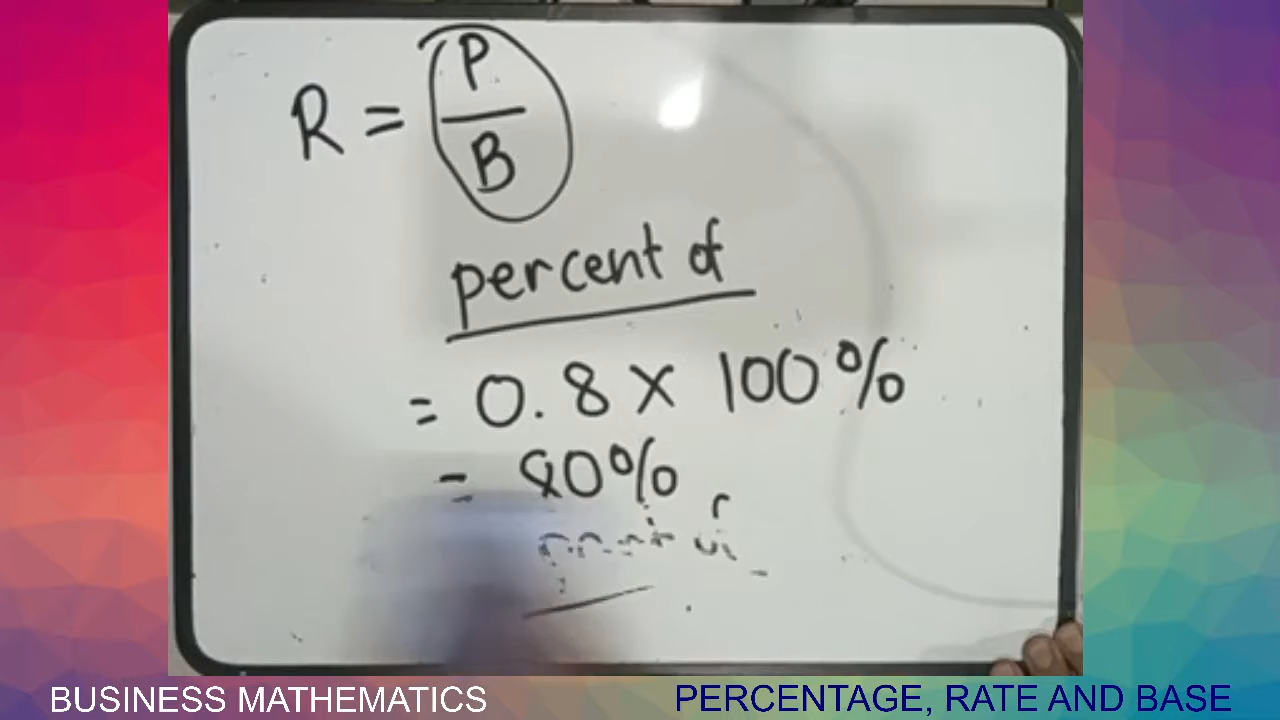 R = P
B
percent of
= 0.8 x 100%
= 80%
BUSINESS MATHEMATICS
PERCENTAGE, RATE AND BASE